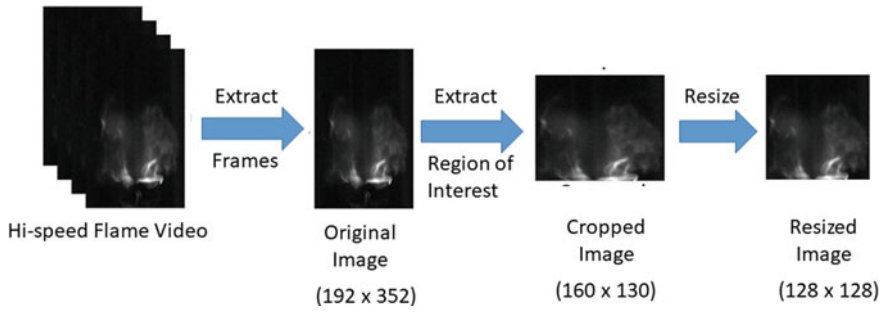 Extract
Frames
Extract
Region of
Interest
Resize
Hi-speed Flame Video
Original
Image
(192 x 352)
Cropped
Image
(160 x 130)
Resized
Image
(128 x 128)